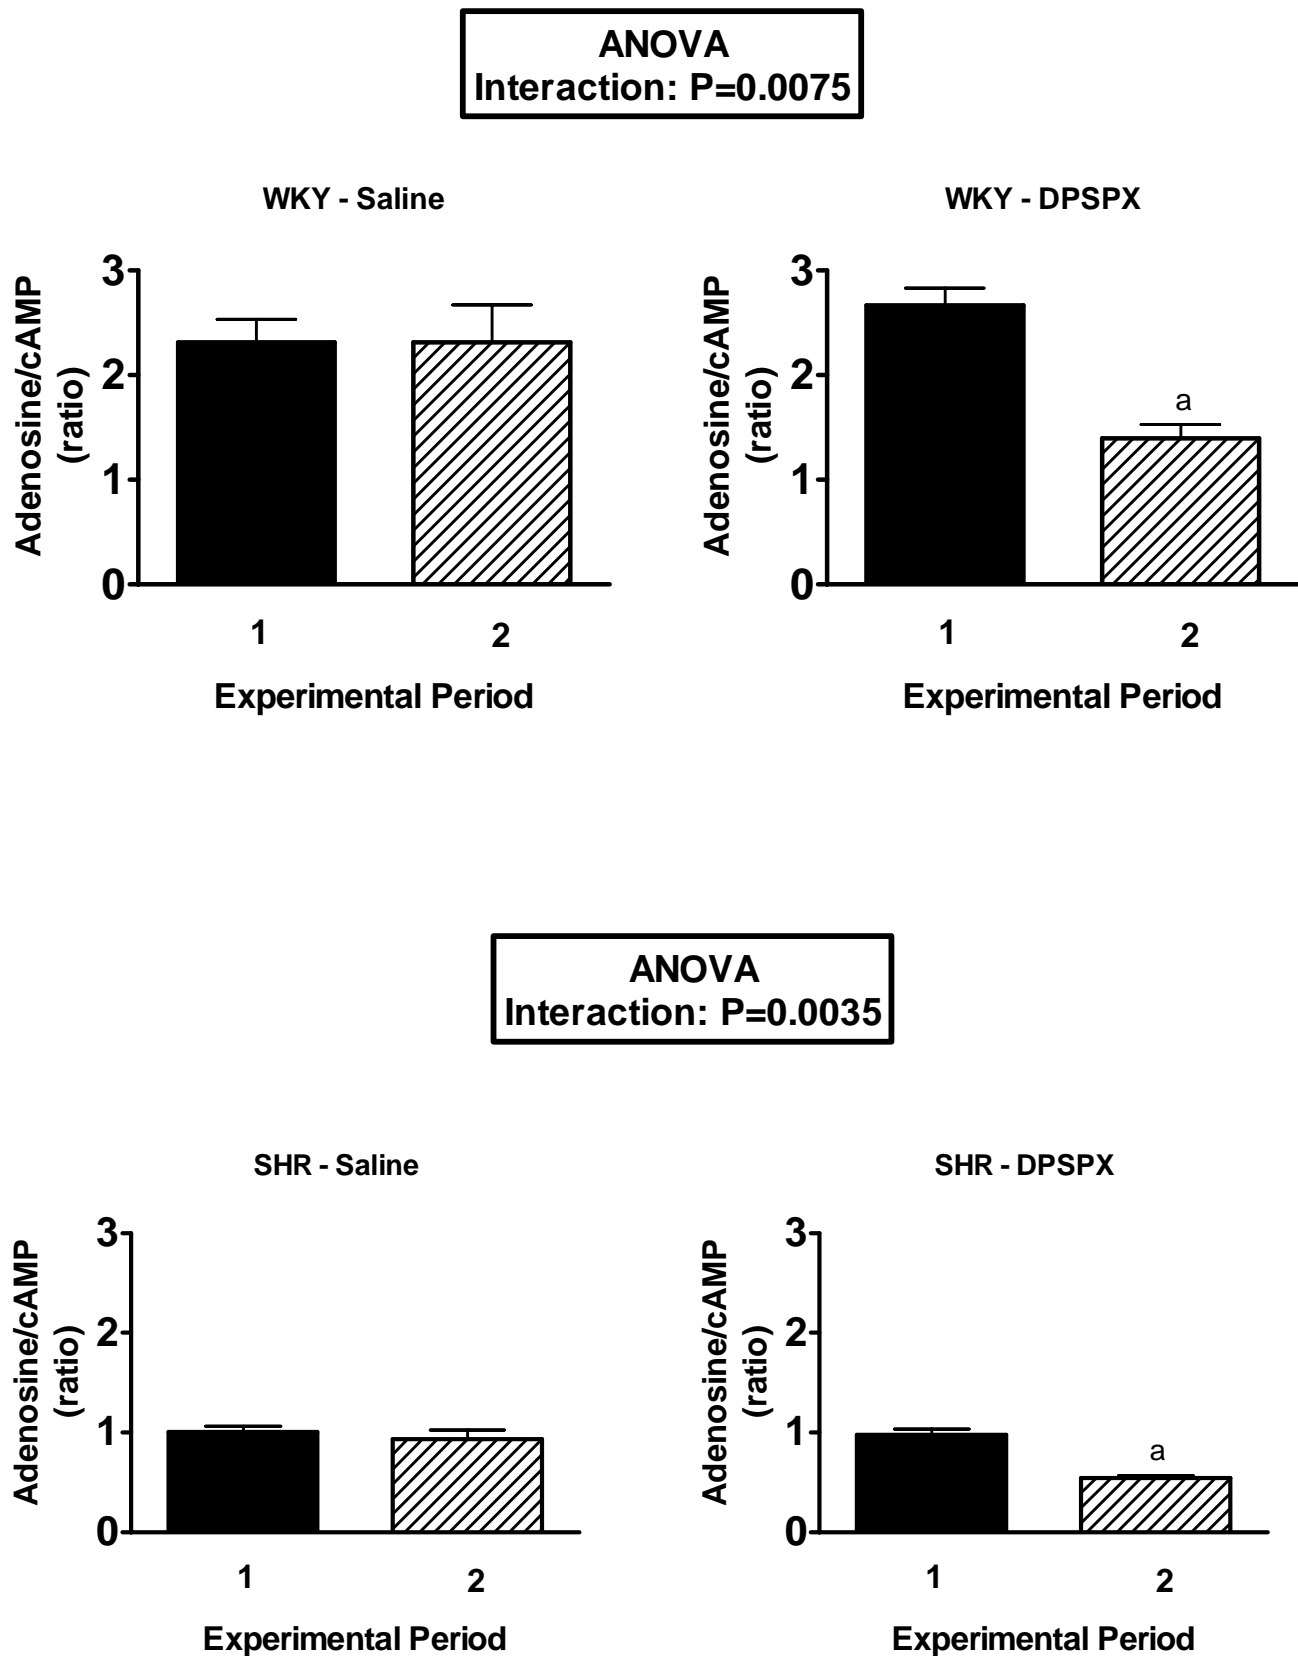 ANOVA
Interaction: P=0.0075
WKY - Saline
Adenosine/cAMP
(ratio)
3
2
1
0
1
2
Experimental Period
WKY - DPSPX
Adenosine/cAMP
(ratio)
3
2
1
0
a
1
2
Experimental Period
ANOVA
Interaction: P=0.0035
SHR - Saline
Adenosine/cAMP
(ratio)
3
2
1
0
1
2
Experimental Period
SHR - DPSPX
Adenosine/cAMP
(ratio)
3
2
1
0
a
1
2
Experimental Period